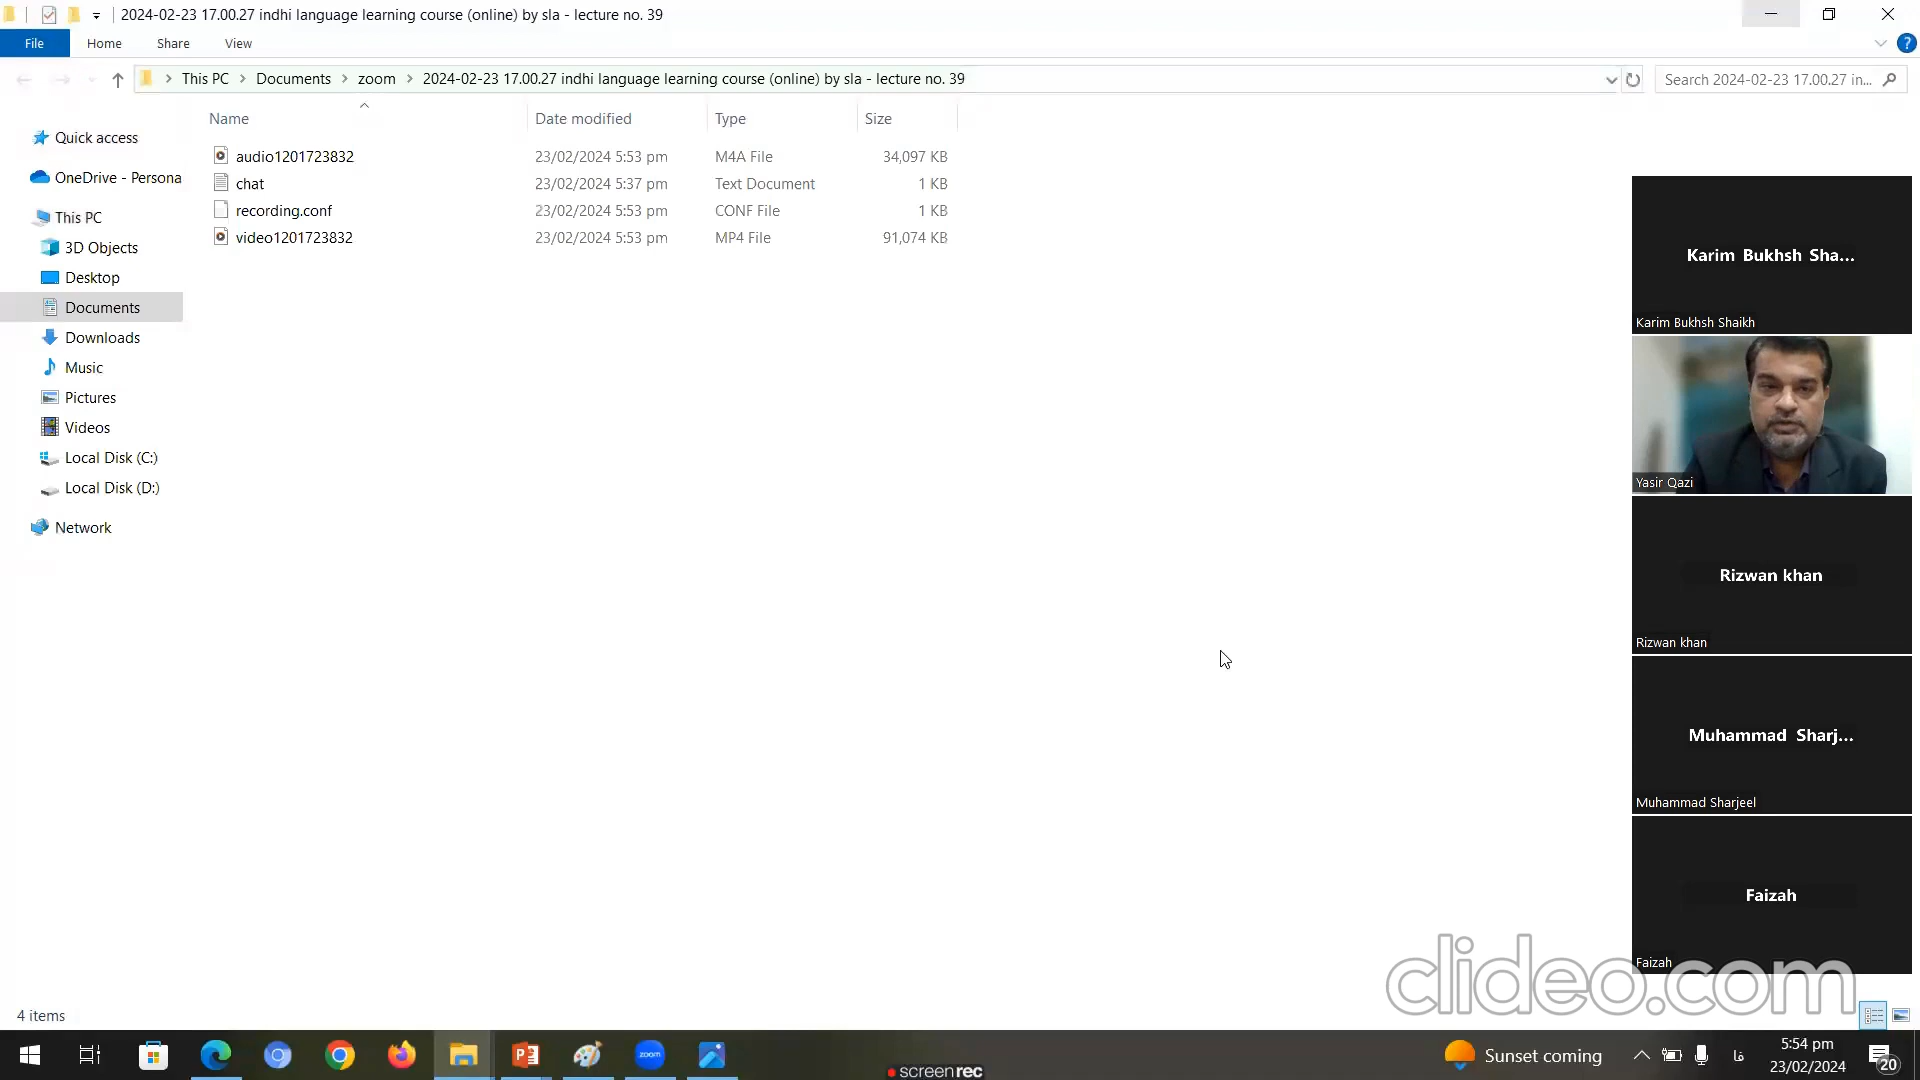 2024-02-23 17.00.27 indhi language learning course (online) by sla - lecture no. 39
File Home Share View
This PC Documents zoom 2024-02-23 17.00.27 indhi language learning course (online) by sla - lecture no. 39
Search 2024-02-23 17.00.27 in...
Name Date modified Type Size
audio1201723832 23/02/2024 5:53 pm M4A File 34,097 KB
chat 23/02/2024 5:37 pm Text Document 1 KB
recording.conf 23/02/2024 5:53 pm CONF File 1 KB
video1201723832 23/02/2024 5:53 pm MP4 File 91,074 KB
Quick access
OneDrive - Persona
This PC
3D Objects
Desktop
Documents
Downloads
Music
Pictures
Videos
Local Disk (C:)
Local Disk (D:)
Network
Karim Bukhsh Sha...
Karim Bukhsh Shaikh
Yasir Qazi
Rizwan khan
Rizwan khan
Muhammad Sharj...
Muhammad Sharjeel
Faizah
Faizah
clideo.com
4 items
zoom
screenrec
Sunset coming
فا
5:54 pm
23/02/2024
20